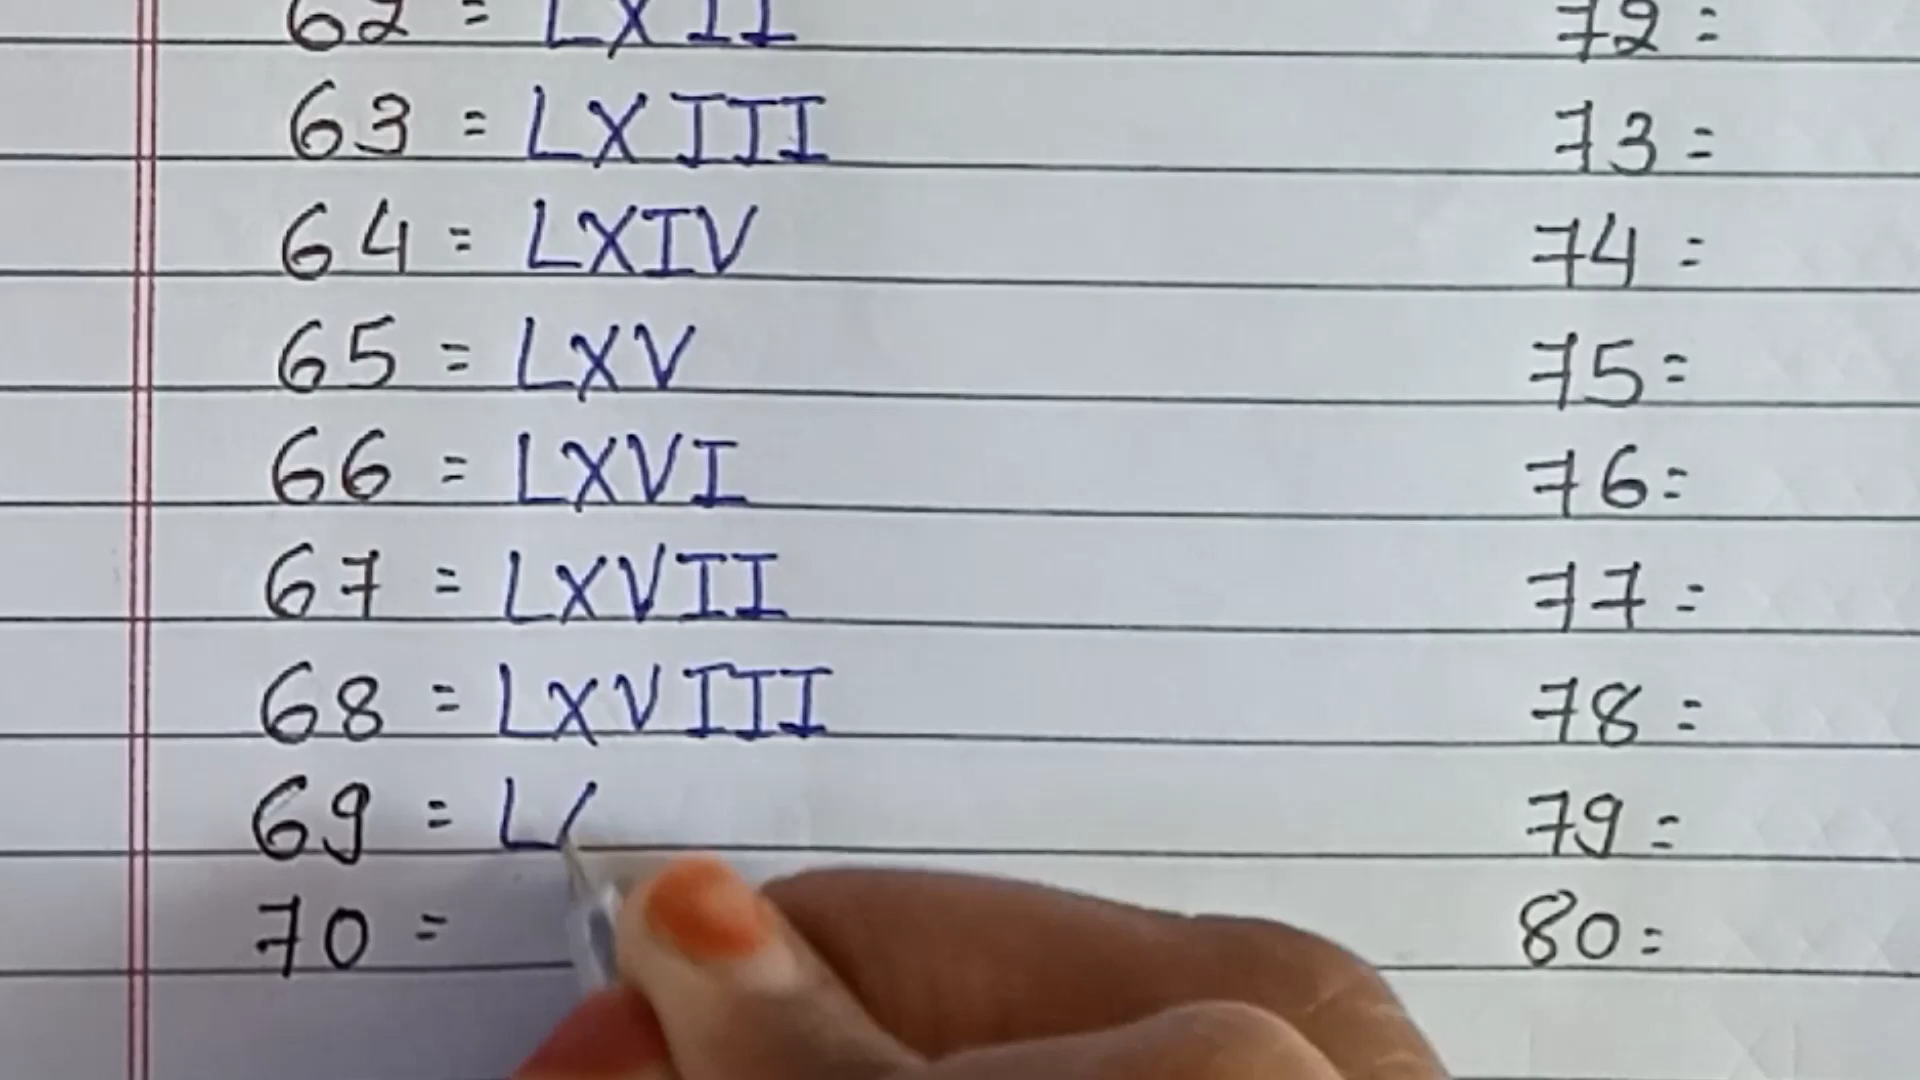 62 = LXII
63 = LXIII
64 = LXIV
65 = LXV
66 = LXVI
67 = LXVII
68 = LXVIII
69 = L
70 =
72 =
73 =
74 =
75 =
76 =
77 =
78 =
79 =
80 =